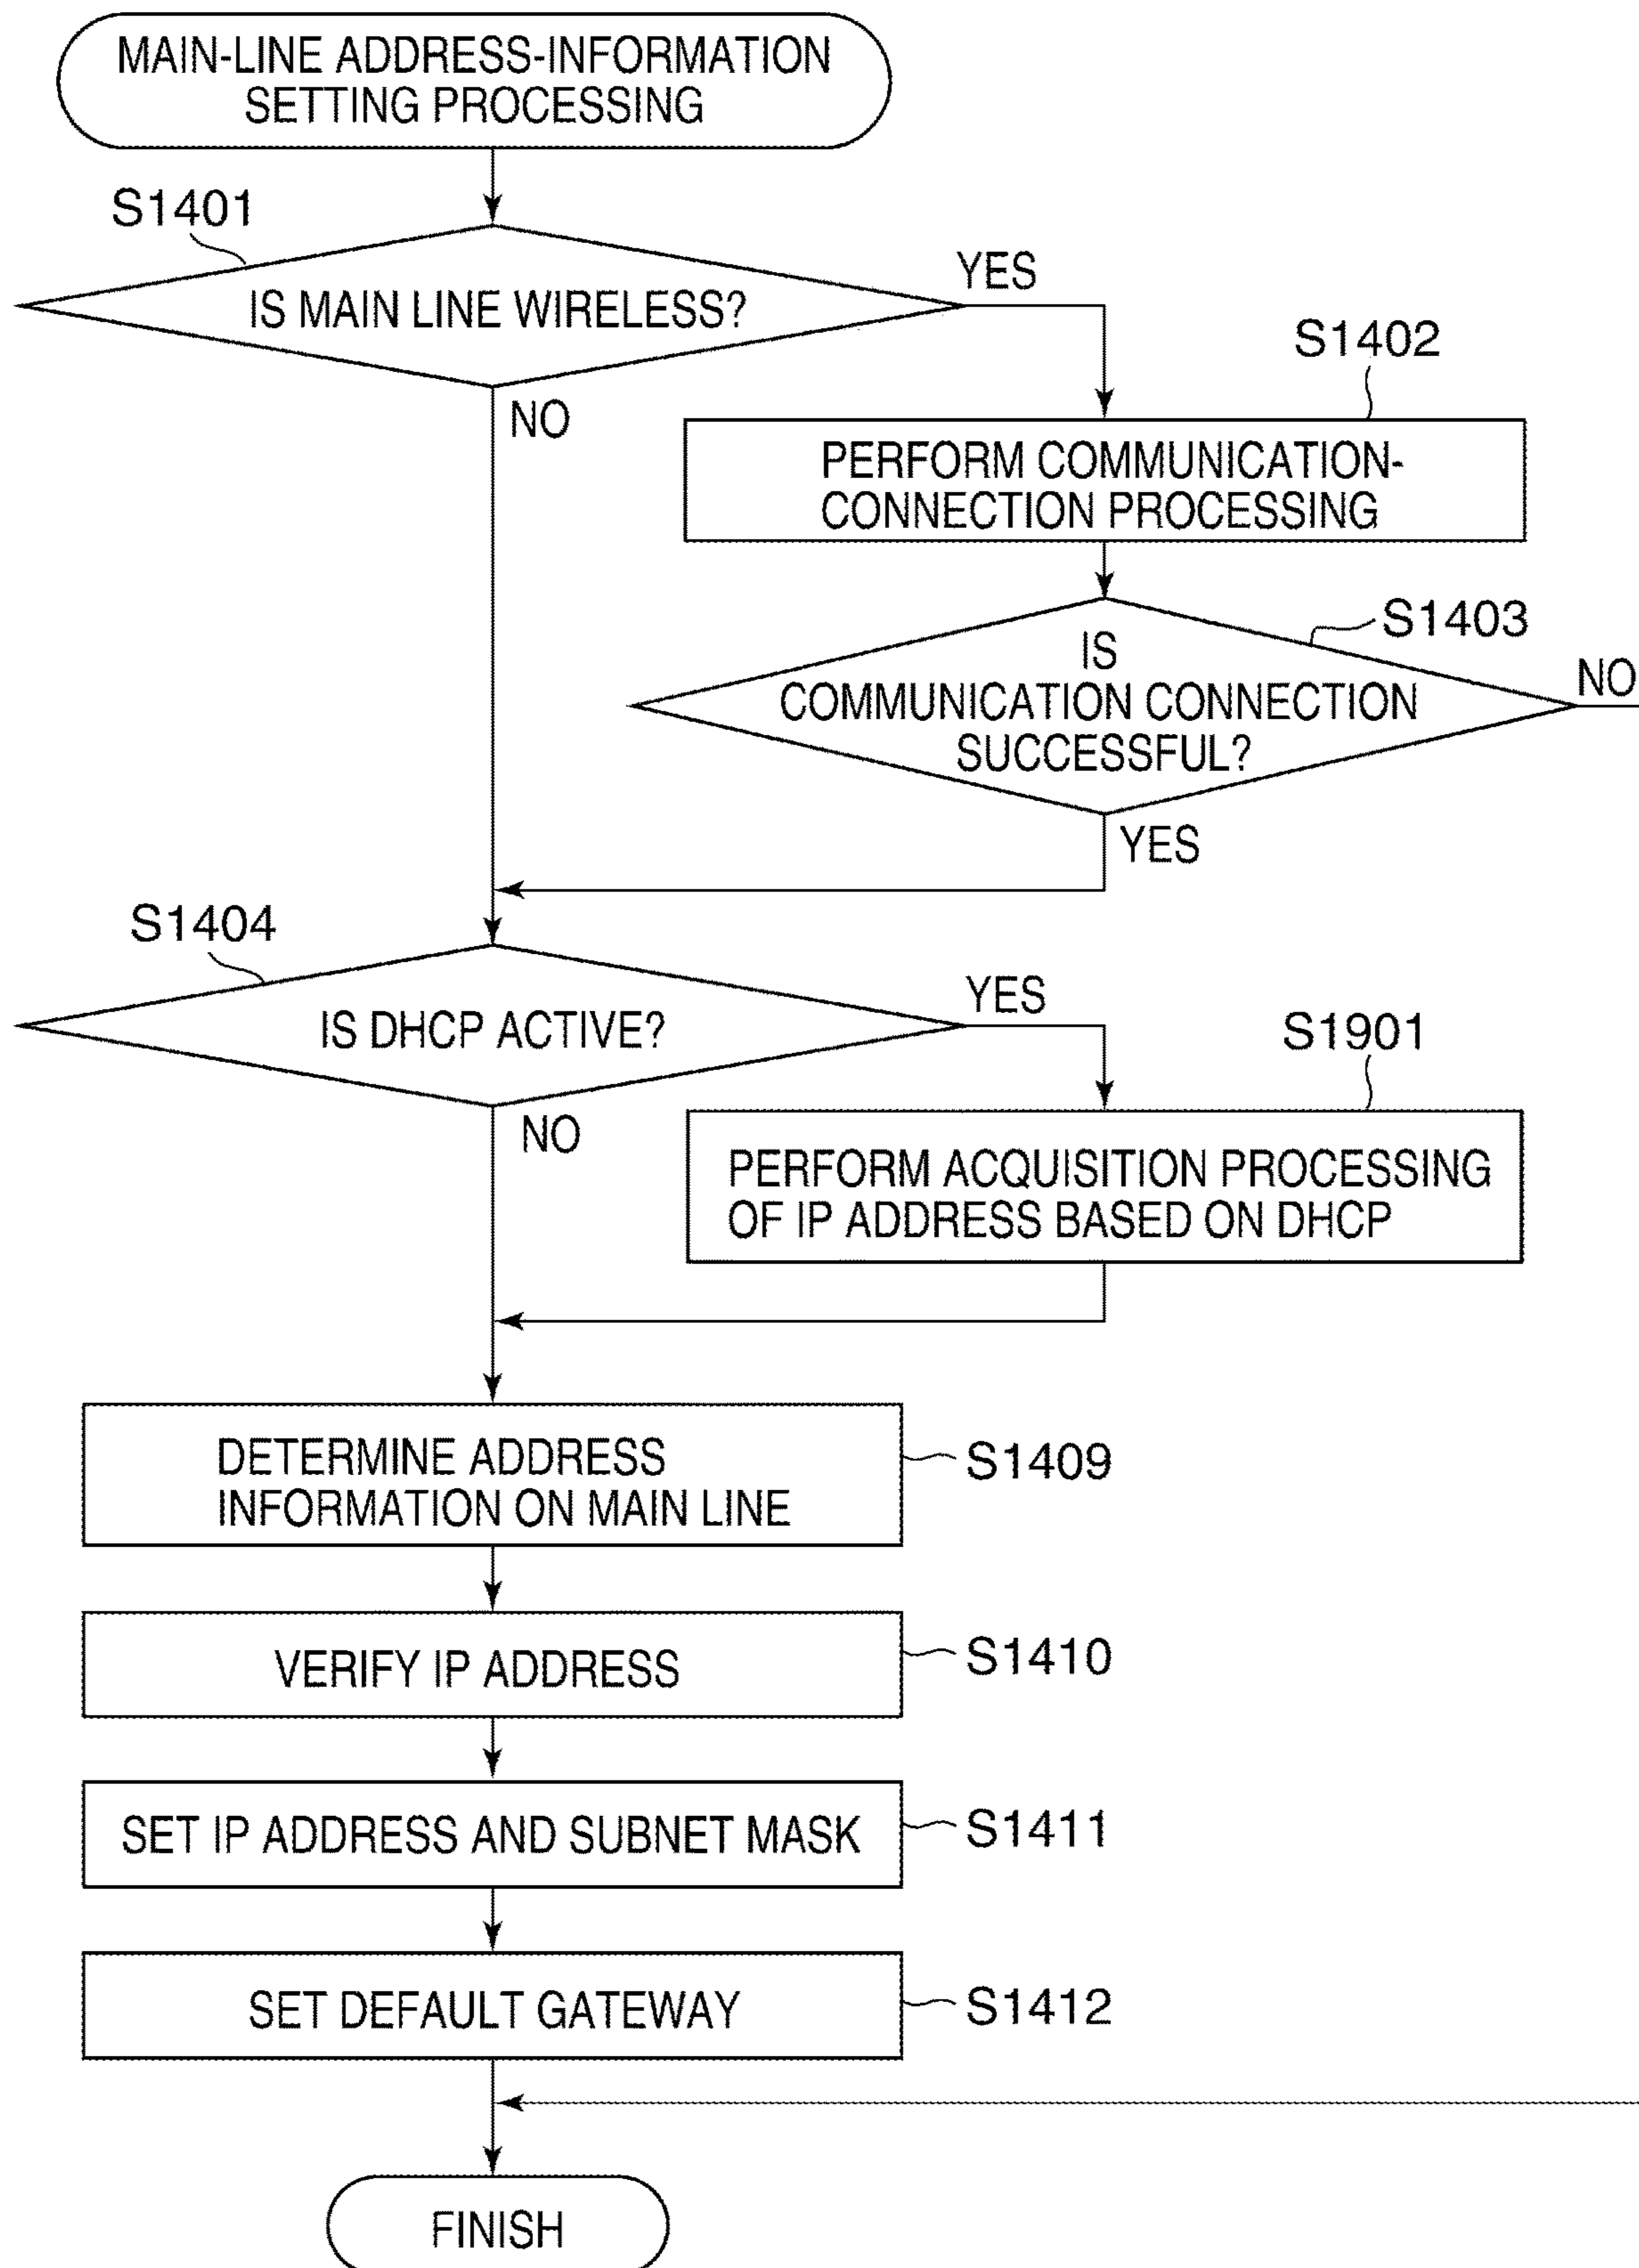 MAIN-LINE ADDRESS-INFORMATION
SETTING PROCESSING
S1401
IS MAIN LINE WIRELESS?
YES
NO
S1402
PERFORM COMMUNICATION-
CONNECTION PROCESSING
S1403
IS
COMMUNICATION CONNECTION
SUCCESSFUL?
NO
YES
S1404
IS DHCP ACTIVE?
YES
NO
S1901
PERFORM ACQUISITION PROCESSING
OF IP ADDRESS BASED ON DHCP
DETERMINE ADDRESS
INFORMATION ON MAIN LINE
S1409
VERIFY IP ADDRESS
S1410
SET IP ADDRESS AND SUBNET MASK
S1411
SET DEFAULT GATEWAY
S1412
FINISH